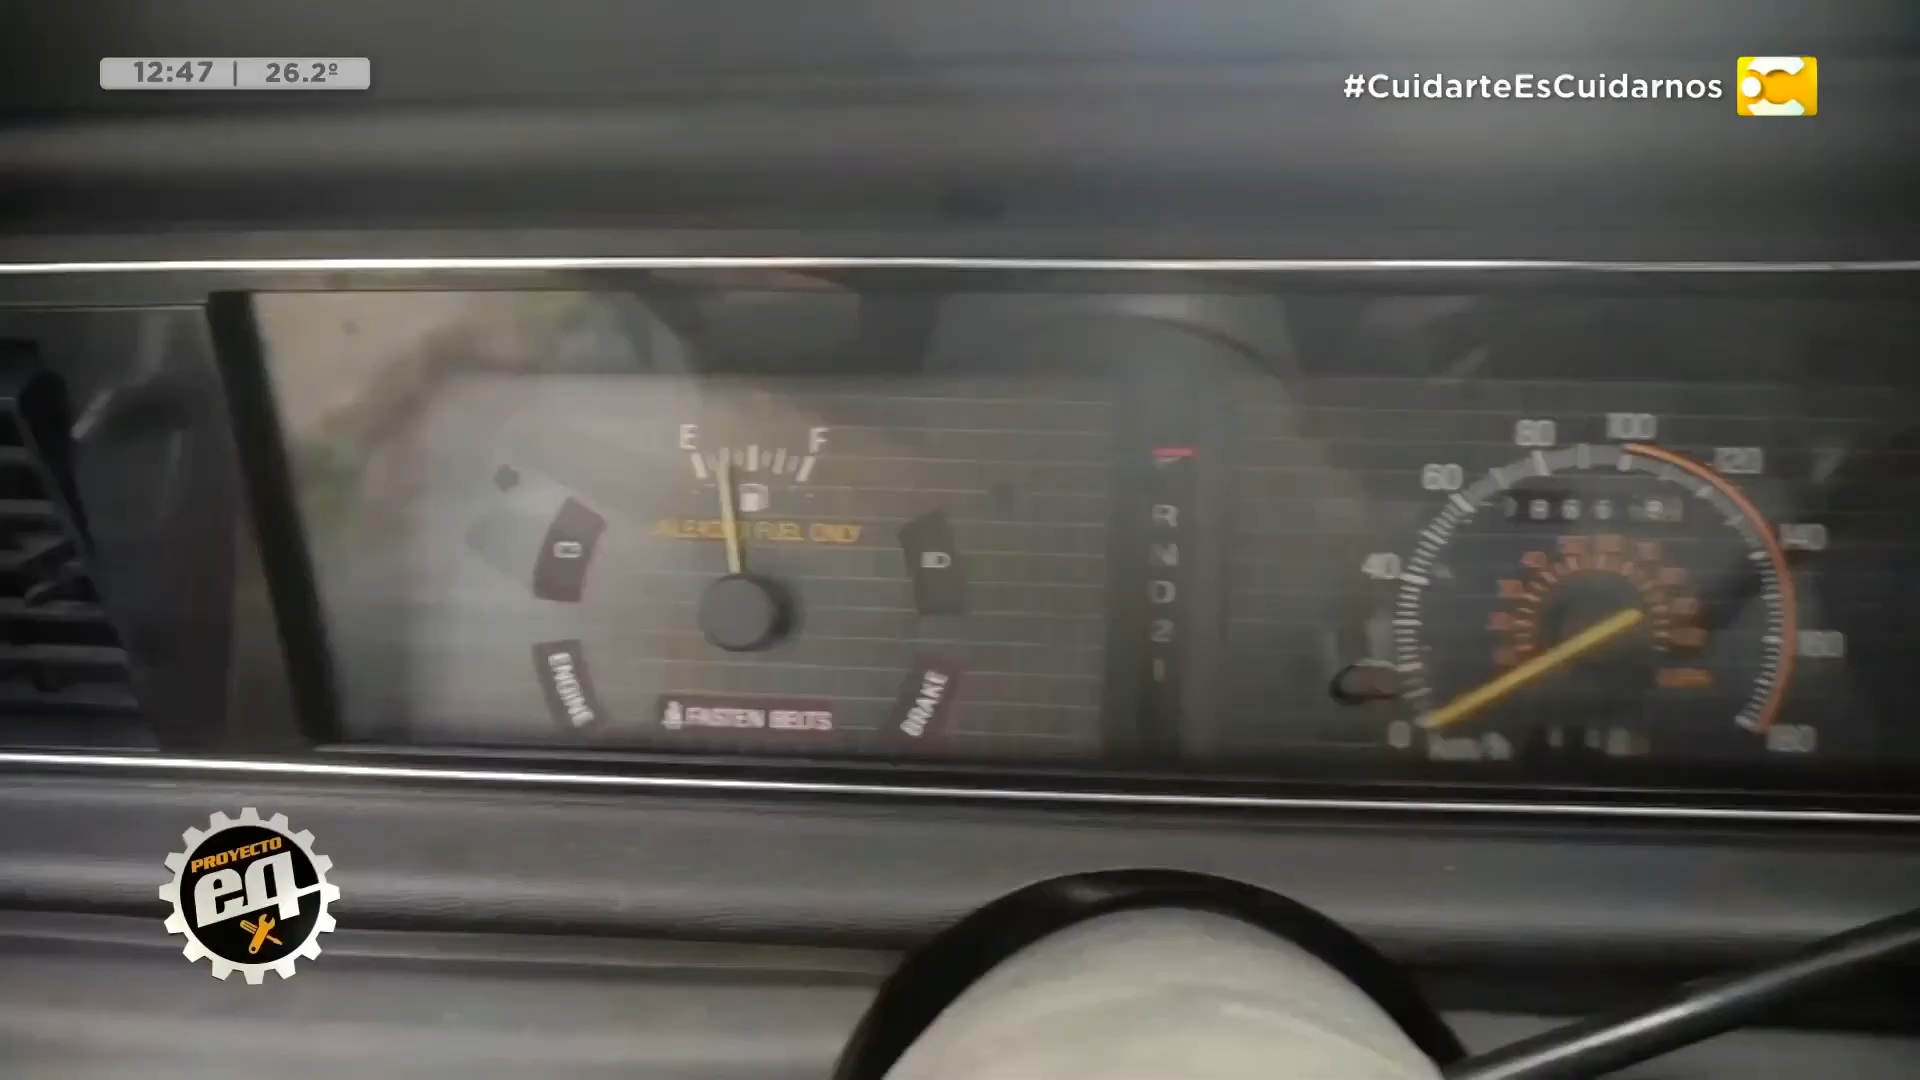 12:47 | 26.2º
#CuidarteEsCuidarnos
E F
FUEL ONLY
ENGINE
FASTEN BELTS
BRAKE
R
N
D
2
1
0
40
60
80
100
120
140
160
180
km/h
PROYECTO
eq